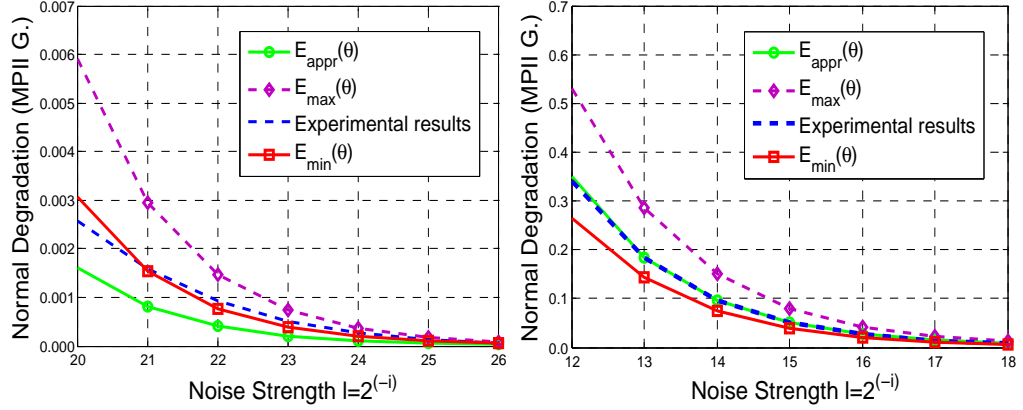 Normal Degradation (MPII G.)
0.007
0.006
0.005
0.004
0.003
0.002
0.001
0.000
20 21 22 23 24 25 26
Noise Strength l=2^(−i)
E_appr(θ)
E_max(θ)
Experimental results
E_min(θ)
Normal Degradation (MPII G.)
0.7
0.6
0.5
0.4
0.3
0.2
0.1
0.0
12 13 14 15 16 17 18
Noise Strength l=2^(−i)
E_appr(θ)
E_max(θ)
Experimental results
E_min(θ)